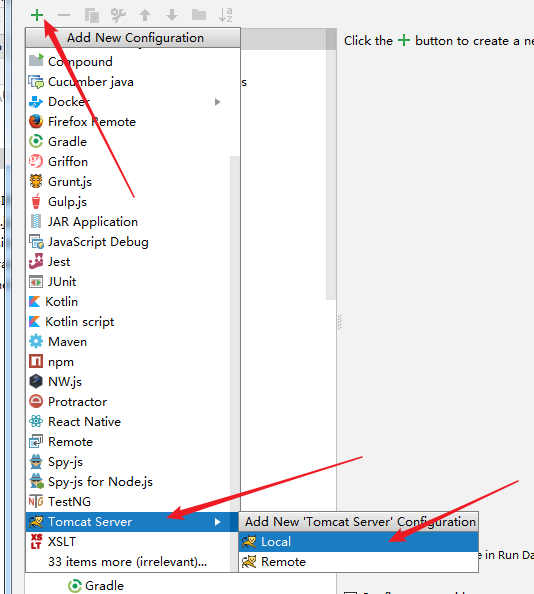 Add New Configuration
Click the + button to create a ne
Compound
Cucumber java
s
Docker
Firefox Remote
Gradle
Griffon
Grunt.js
Gulp.js
JAR Application
JavaScript Debug
Jest
JUnit
Kotlin
Kotlin script
Maven
npm
NW.js
Protractor
React Native
Remote
Spy-js
Spy-js for Node.js
TestNG
Tomcat Server
Add New 'Tomcat Server' Configuration
XSLT
Local
33 items more (irrelevant)...
Remote
e in Run Da
Gradle